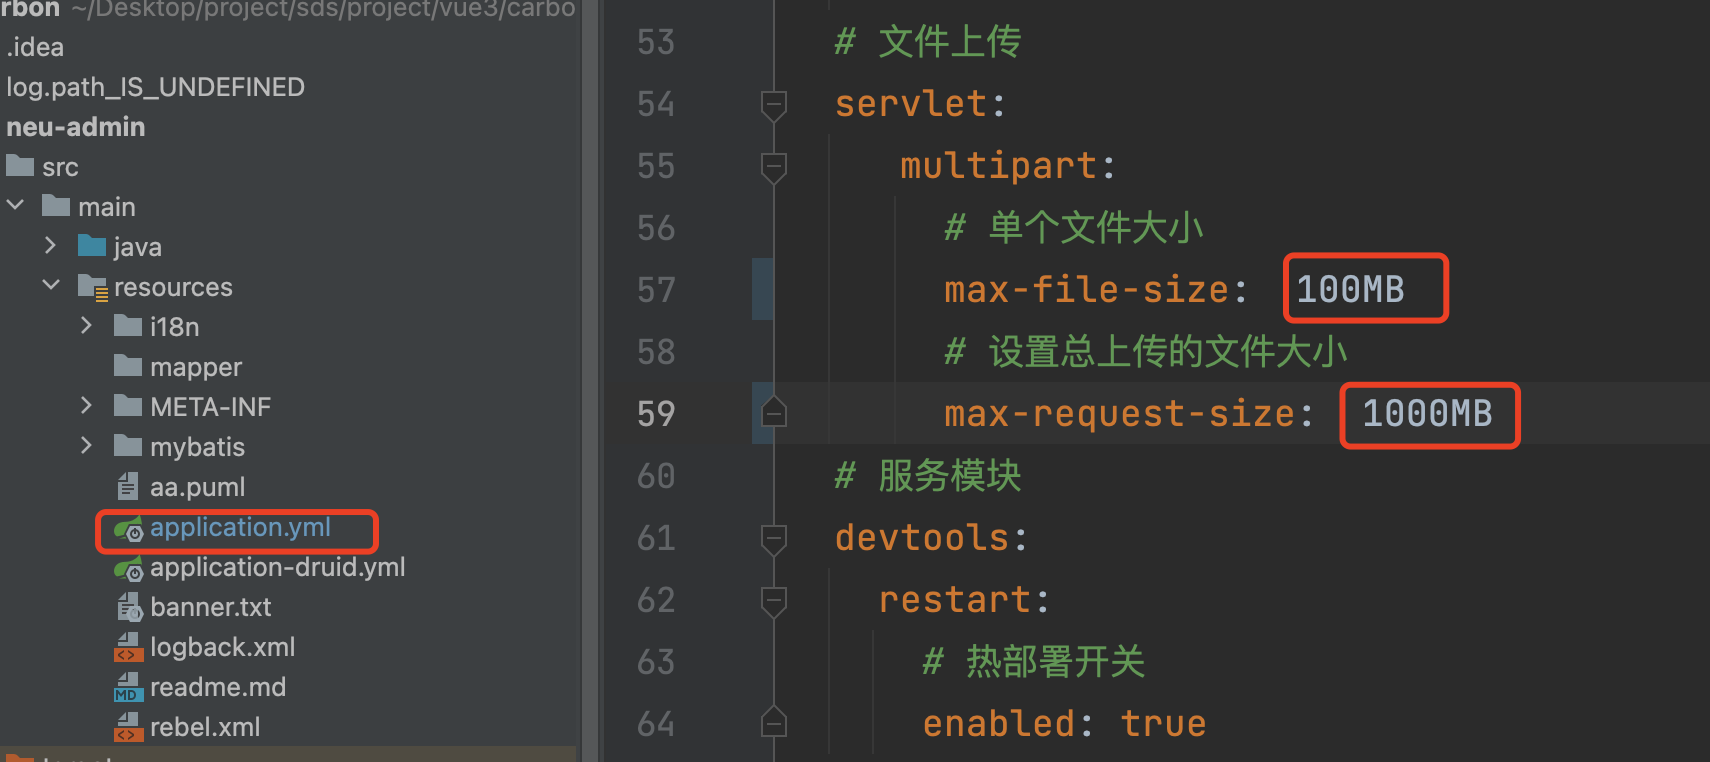 rbon ~/Desktop/project/sds/project/vue3/carbo
.idea
log.path_IS_UNDEFINED
neu-admin
src
main
java
resources
i18n
mapper
META-INF
mybatis
aa.puml
application.yml
application-druid.yml
banner.txt
logback.xml
readme.md
rebel.xml
53 # 文件上传
54 servlet:
55 multipart:
56 # 单个文件大小
57 max-file-size: 100MB
58 # 设置总上传的文件大小
59 max-request-size: 1000MB
60 # 服务模块
61 devtools:
62 restart:
63 # 热部署开关
64 enabled: true